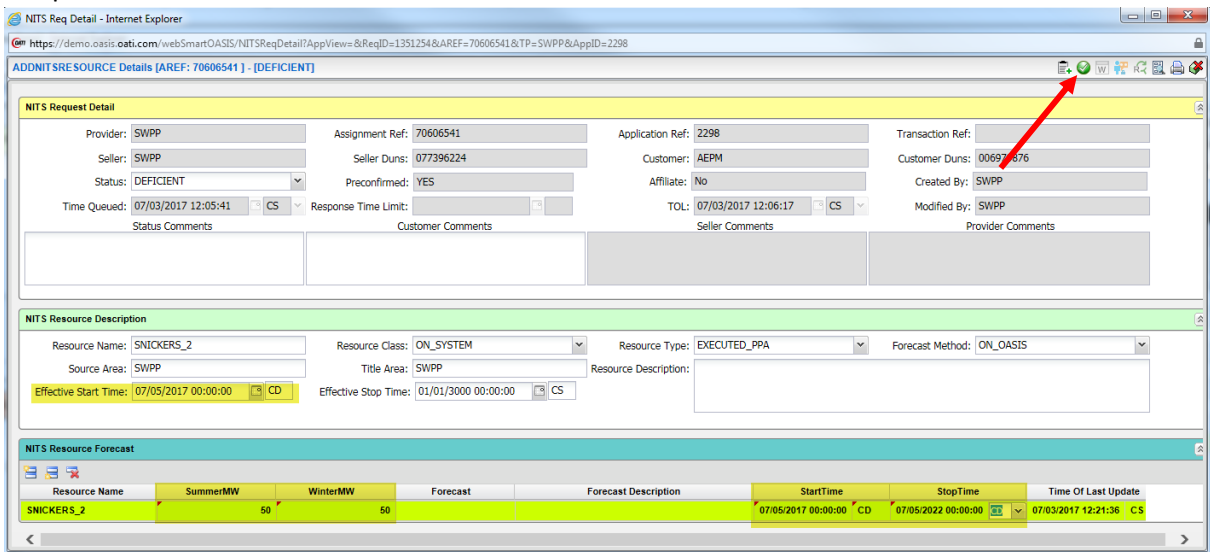 NITS Req Detail - Internet Explorer
https://demo.oasis.oati.com/webSmartOASIS/NITSReqDetail?AppView=&ReqID=1351254&AREF=70606541&TP=SWPP&AppID=2298
ADDNITSRESOURCE Details [AREF: 70606541 ] - [DEFICIENT]
NITS Request Detail
Provider: SWPP Assignment Ref: 70606541 Application Ref: 2298 Transaction Ref:
Seller: SWPP Seller Duns: 077396224 Customer: AEPM Customer Duns:
Status: DEFICIENT Preconfirmed: YES Affiliate: No Created By: SWPP
Time Queued: 07/03/2017 12:05:41 CS Response Time Limit: TOL: 07/03/2017 12:06:17 CS Modified By: SWPP
Status Comments Customer Comments Seller Comments Provider Comments
NITS Resource Description
Resource Name: SNICKERS_2 Resource Class: ON_SYSTEM Resource Type: EXECUTED_PPA Forecast Method: ON_OASIS
Source Area: SWPP Title Area: SWPP Resource Description:
Effective Start Time: 07/05/2017 00:00:00 CD Effective Stop Time: 01/01/3000 00:00:00 CS
NITS Resource Forecast
Resource Name SummerMW WinterMW Forecast Forecast Description StartTime StopTime Time Of Last Update
SNICKERS_2 50 50 07/05/2017 00:00:00 CD 07/05/2022 00:00:00 CD 07/03/2017 12:21:36 CS